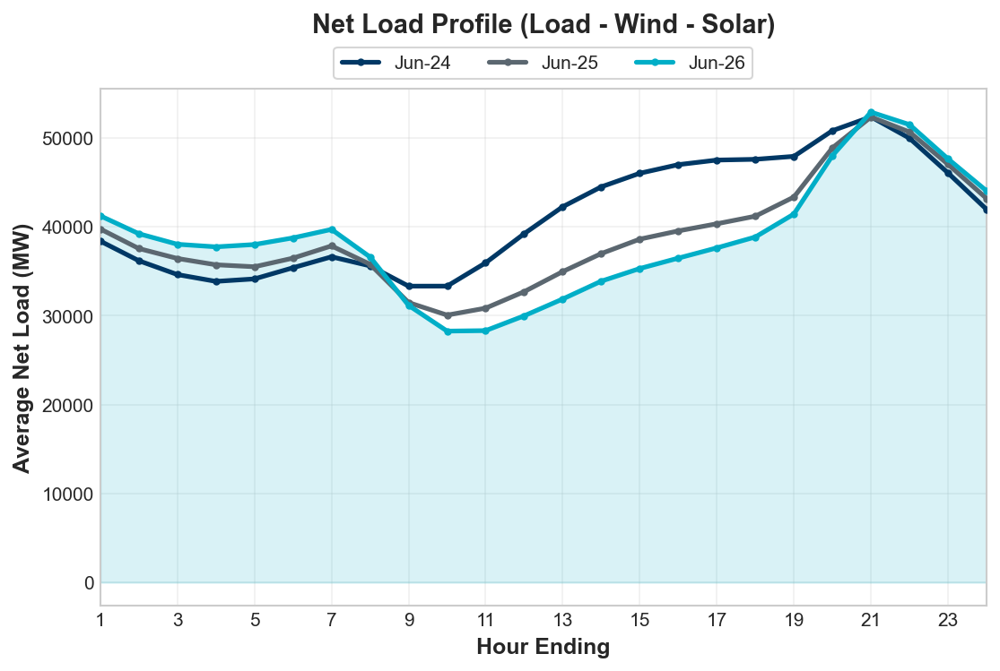 Net Load Profile (Load - Wind - Solar)
Jun-24 Jun-25 Jun-26
Average Net Load (MW)
50000
40000
30000
20000
10000
0
1 3 5 7 9 11 13 15 17 19 21 23
Hour Ending